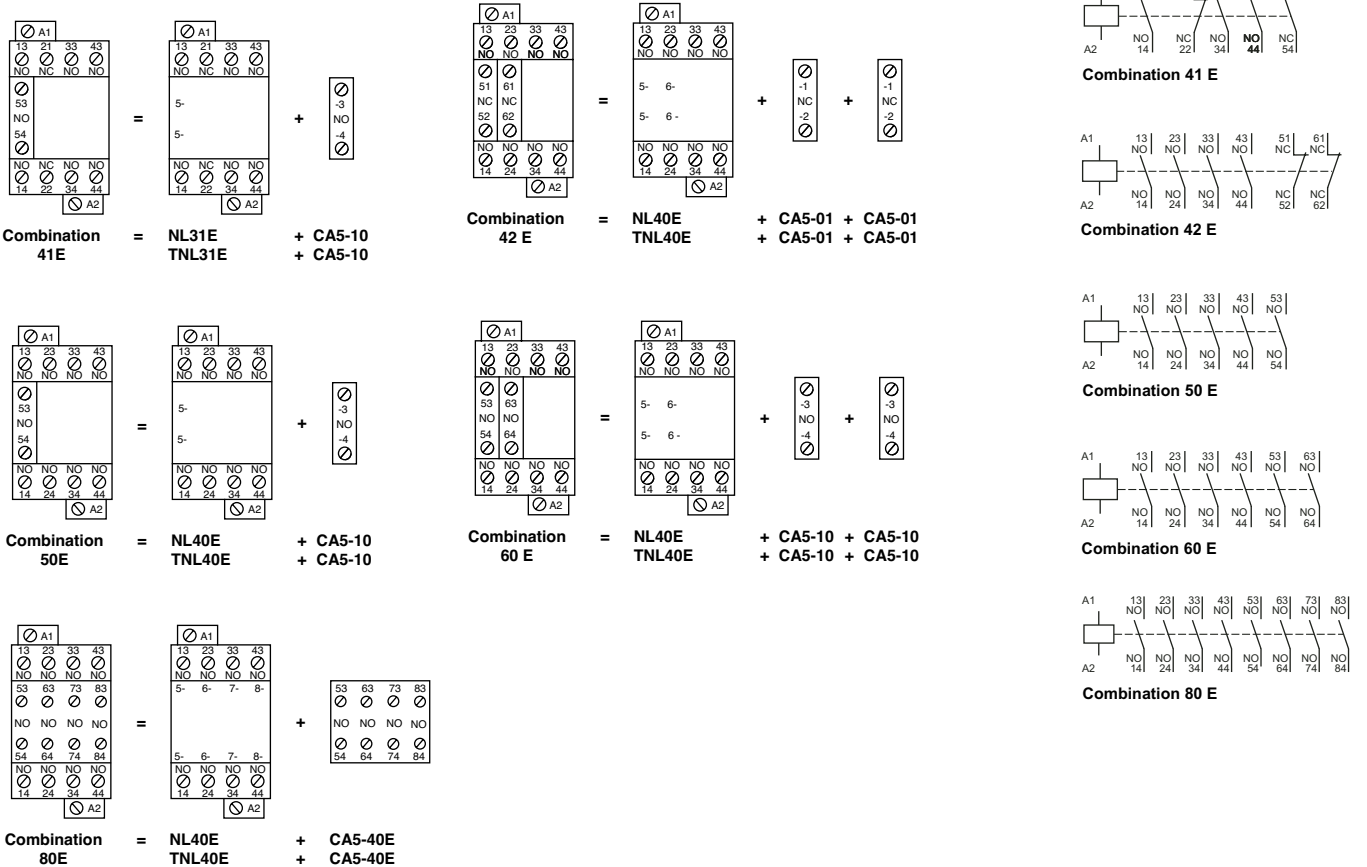 A1
13 21 33 43
NO NC NO NO
53
NO
54
NO NC NO NO
14 22 34 44
A2
=
A1
13 21 33 43
NO NC NO NO
5-
5-
NO NC NO NO
14 22 34 44
A2
+
-3
NO
-4
Combination = NL31E + CA5-10
41E TNL31E + CA5-10
A1
13 23 33 43
NO NO NO NO
51 61
NC NC
52 62
NO NO NO NO
14 24 34 44
A2
=
A1
13 23 33 43
NO NO NO NO
5- 6-
5- 6 -
NO NO NO NO
14 24 34 44
A2
+
-1
NC
-2
+
-1
NC
-2
Combination = NL40E + CA5-01 + CA5-01
42 E TNL40E + CA5-01 + CA5-01
NO NC NO NO NC
A2 14 22 34 44 54
Combination 41 E
A1 13 23 33 43 51 61
NO NO NO NO NC NC
NO NO NO NO NC NC
A2 14 24 34 44 52 62
Combination 42 E
A1
13 23 33 43
NO NO NO NO
53
NO
54
NO NO NO NO
14 24 34 44
A2
=
A1
13 23 33 43
NO NO NO NO
5-
5-
NO NO NO NO
14 24 34 44
A2
+
-3
NO
-4
Combination = NL40E + CA5-10
50E TNL40E + CA5-10
A1
13 23 33 43
NO NO NO NO
53 63
NO NO
54 64
NO NO NO NO
14 24 34 44
A2
=
A1
13 23 33 43
NO NO NO NO
5- 6-
5- 6 -
NO NO NO NO
14 24 34 44
A2
+
-3
NO
-4
+
-3
NO
-4
Combination = NL40E + CA5-10 + CA5-10
60 E TNL40E + CA5-10 + CA5-10
A1 13 23 33 43 53
NO NO NO NO NO
NO NO NO NO NO
A2 14 24 34 44 54
Combination 50 E
A1 13 23 33 43 53 63
NO NO NO NO NO NO
NO NO NO NO NO NO
A2 14 24 34 44 54 64
Combination 60 E
A1
13 23 33 43
NO NO NO NO
53 63 73 83
NO NO NO NO
54 64 74 84
NO NO NO NO
14 24 34 44
A2
=
A1
13 23 33 43
NO NO NO NO
5- 6- 7- 8-
5- 6- 7- 8-
NO NO NO NO
14 24 34 44
A2
+
53 63 73 83
NO NO NO NO
54 64 74 84
Combination = NL40E + CA5-40E
80E TNL40E + CA5-40E
A1 13 23 33 43 53 63 73 83
NO NO NO NO NO NO NO NO
NO NO NO NO NO NO NO NO
A2 14 24 34 44 54 64 74 84
Combination 80 E